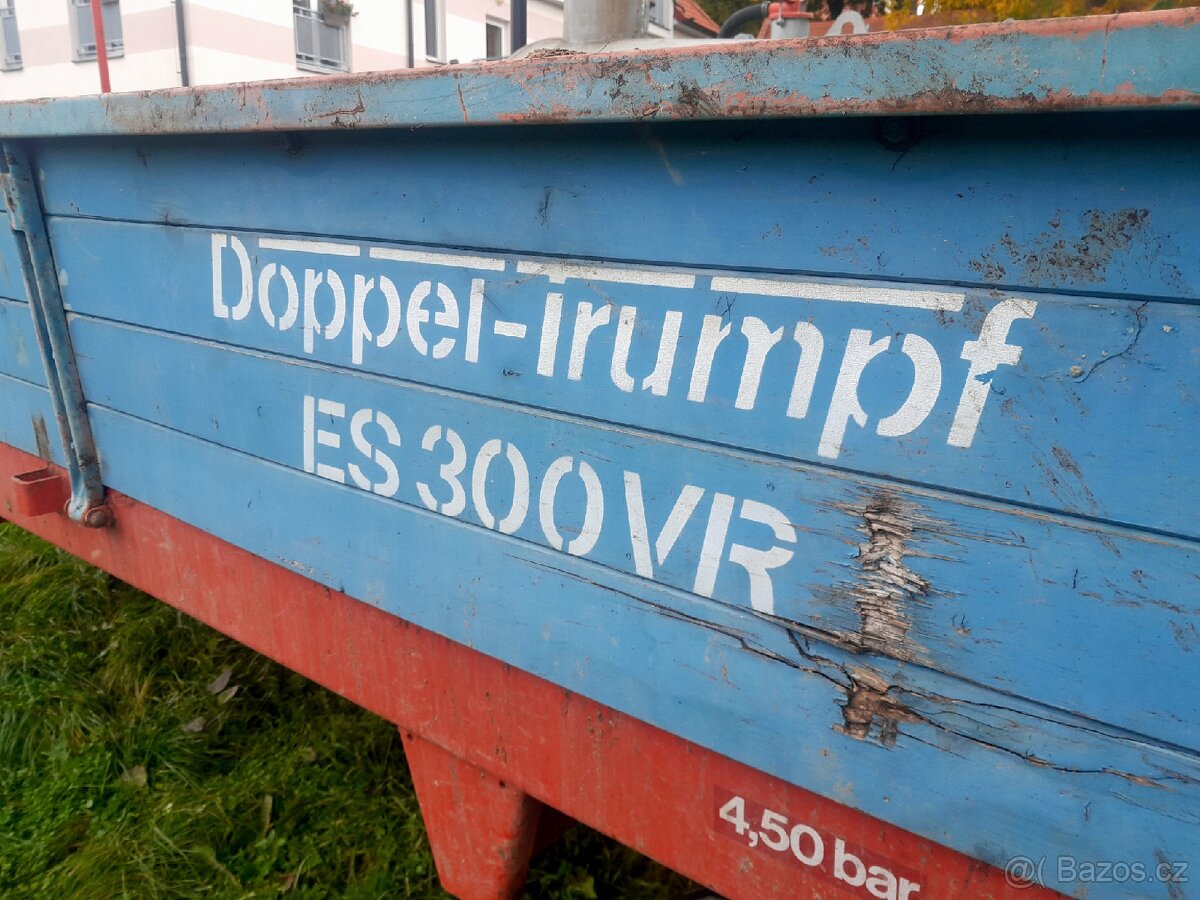 Doppel-Trumpf
ES 300 VR
4,50 bar
Bazos.cz